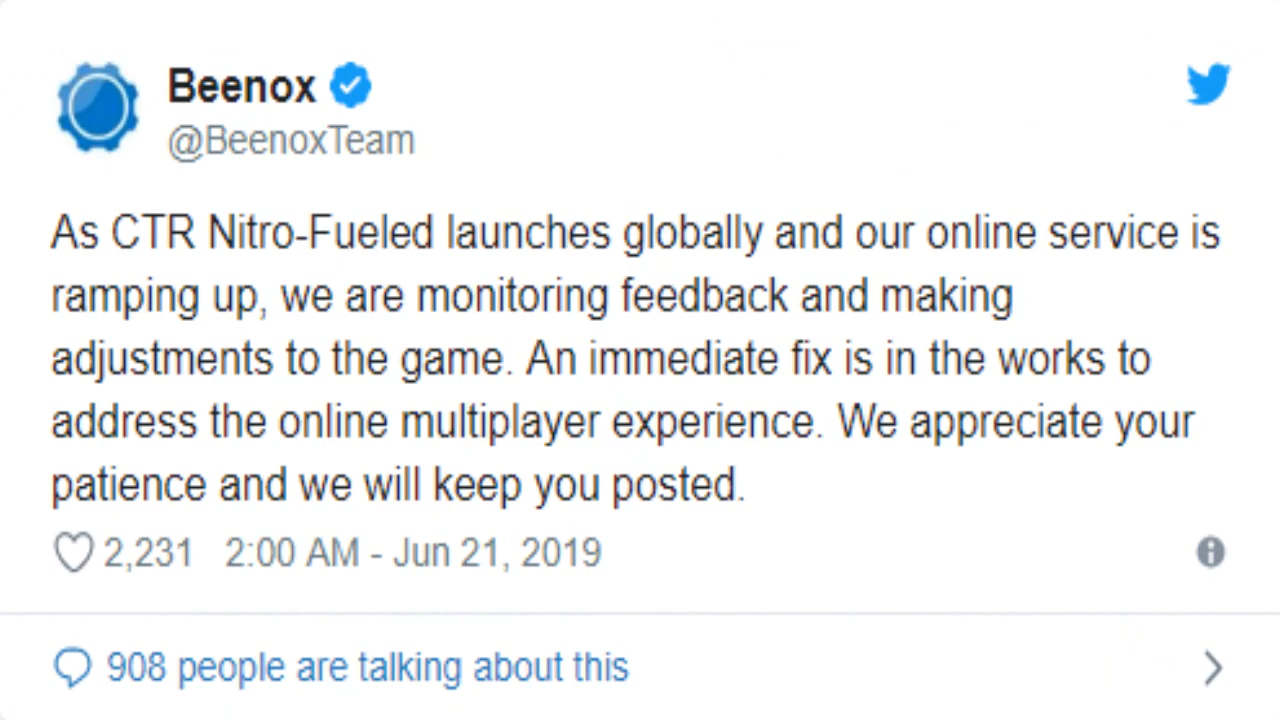 Beenox
@BeenoxTeam
As CTR Nitro-Fueled launches globally and our online service is
ramping up, we are monitoring feedback and making
adjustments to the game. An immediate fix is in the works to
address the online multiplayer experience. We appreciate your
patience and we will keep you posted.
2,231 2:00 AM - Jun 21, 2019
908 people are talking about this